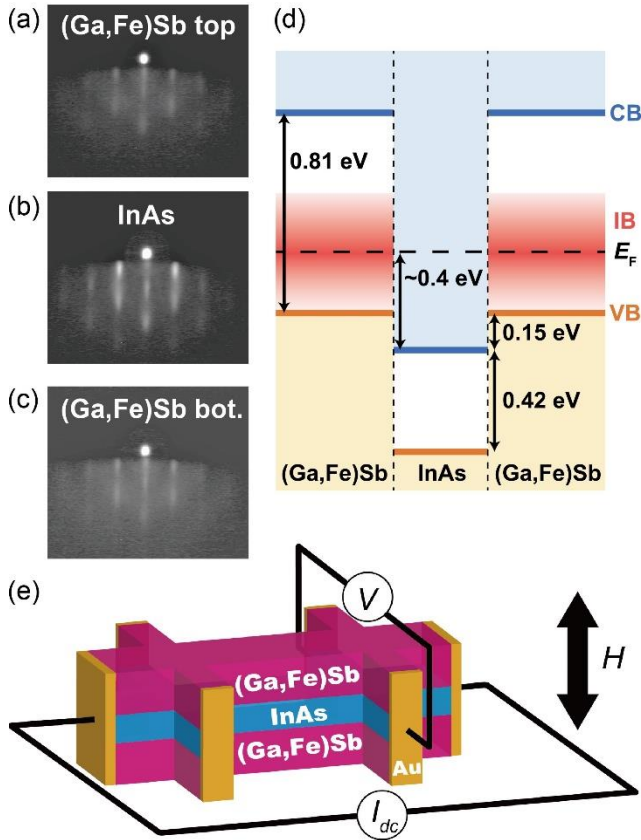 (a)
(Ga,Fe)Sb top
(b)
InAs
(c)
(Ga,Fe)Sb bot.
(d)
CB
0.81 eV
IB
EF
~0.4 eV
VB
0.15 eV
0.42 eV
(Ga,Fe)Sb
InAs
(Ga,Fe)Sb
(e)
V
H
(Ga,Fe)Sb
InAs
(Ga,Fe)Sb
Au
Idc